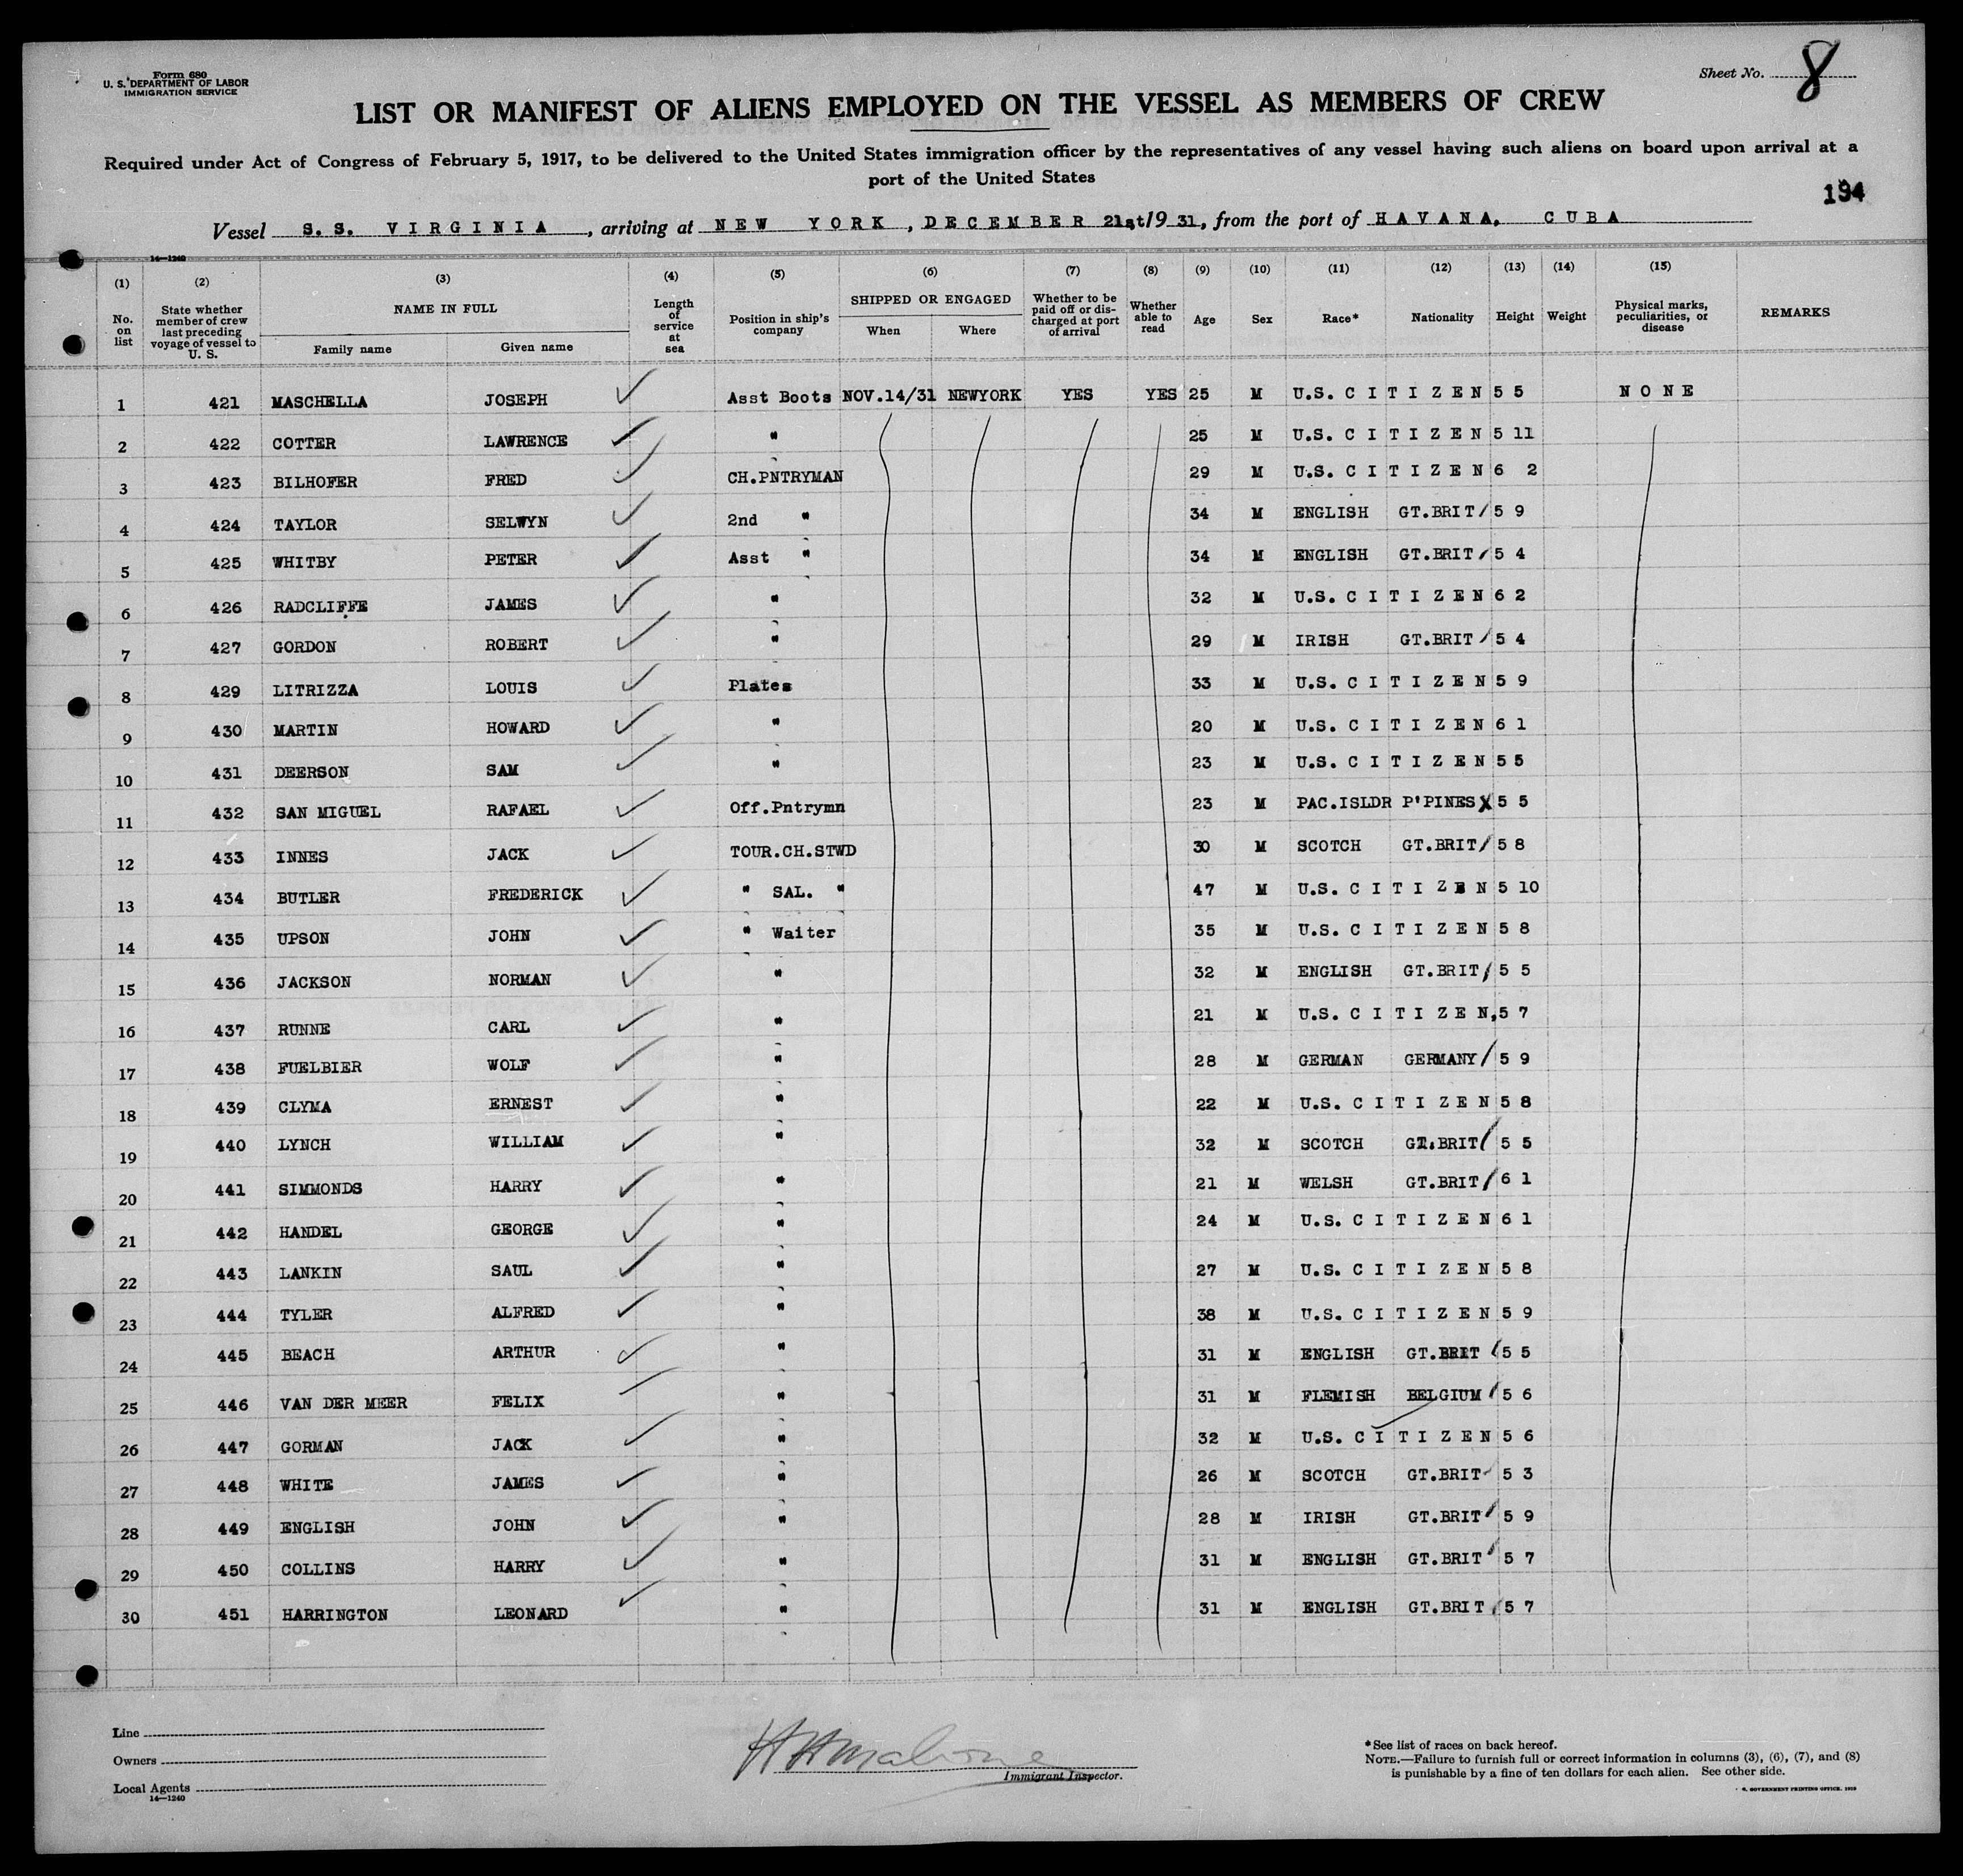 Form 680
U. S. DEPARTMENT OF LABOR
IMMIGRATION SERVICE
Sheet No. 8
LIST OR MANIFEST OF ALIENS EMPLOYED ON THE VESSEL AS MEMBERS OF CREW
Required under Act of Congress of February 5, 1917, to be delivered to the United States immigration officer by the representatives of any vessel having such aliens on board upon arrival at a
port of the United States
194
Vessel S. S. VIRGINIA, arriving at NEW YORK, DECEMBER 21st 1931, from the port of HAVANA, CUBA
14—1240
(1) (2) (3) (4) (5) (6) (7) (8) (9) (10) (11) (12) (13) (14) (15)
No. on list State whether member of crew last preceding voyage of vessel to U. S. NAME IN FULL Family name Given name Length of service at sea Position in ship's company SHIPPED OR ENGAGED When Where Whether to be paid off or discharged at port of arrival Whether able to read Age Sex Race* Nationality Height Weight Physical marks, peculiarities, or disease REMARKS
1 421 MASCHELLA JOSEPH Asst Boots NOV.14/31 NEWYORK YES YES 25 M U.S. CITIZEN 5 5 NONE
2 422 COTTER LAWRENCE " 25 M U.S. CITIZEN 5 11
3 423 BILHOFER FRED CH.PNTRYMAN 29 M U.S. CITIZEN 6 2
4 424 TAYLOR SELWYN 2nd " 34 M ENGLISH GT.BRIT 5 9
5 425 WHITBY PETER Asst " 34 M ENGLISH GT.BRIT 5 4
6 426 RADCLIFFE JAMES " 32 M U.S. CITIZEN 6 2
7 427 GORDON ROBERT " 29 M IRISH GT.BRIT 5 4
8 429 LITRIZZA LOUIS Plates 33 M U.S. CITIZEN 5 9
9 430 MARTIN HOWARD " 20 M U.S. CITIZEN 6 1
10 431 DEERSON SAM " 23 M U.S. CITIZEN 5 5
11 432 SAN MIGUEL RAFAEL Off.Pntrymn 23 M PAC.ISLDR P'PINES X 5 5
12 433 INNES JACK TOUR.CH.STWD 30 M SCOTCH GT.BRIT 5 8
13 434 BUTLER FREDERICK " SAL. " 47 M U.S. CITIZEN 5 10
14 435 UPSON JOHN " Waiter 35 M U.S. CITIZEN 5 8
15 436 JACKSON NORMAN " 32 M ENGLISH GT.BRIT 5 5
16 437 RUNNE CARL " 21 M U.S. CITIZEN, 5 7
17 438 FUELBIER WOLF " 28 M GERMAN GERMANY 5 9
18 439 CLYMA ERNEST " 22 M U.S. CITIZEN 5 8
19 440 LYNCH WILLIAM " 32 M SCOTCH GT.BRIT 5 5
20 441 SIMMONDS HARRY " 21 M WELSH GT.BRIT 6 1
21 442 HANDEL GEORGE " 24 M U.S. CITIZEN 6 1
22 443 LANKIN SAUL " 27 M U.S. CITIZEN 5 8
23 444 TYLER ALFRED " 38 M U.S. CITIZEN 5 9
24 445 BEACH ARTHUR " 31 M ENGLISH GT.BRIT 5 5
25 446 VAN DER MEER FELIX " 31 M FLEMISH BELGIUM 5 6
26 447 GORMAN JACK " 32 M U.S. CITIZEN 5 6
27 448 WHITE JAMES " 26 M SCOTCH GT.BRIT 5 3
28 449 ENGLISH JOHN " 28 M IRISH GT.BRIT 5 9
29 450 COLLINS HARRY " 31 M ENGLISH GT.BRIT 5 7
30 451 HARRINGTON LEONARD " 31 M ENGLISH GT.BRIT 5 7
Line
Owners
Local Agents
14—1240
H H Malone
Immigrant Inspector.
*See list of races on back hereof.
NOTE.—Failure to furnish full or correct information in columns (3), (6), (7), and (8)
is punishable by a fine of ten dollars for each alien. See other side.
GOVERNMENT PRINTING OFFICE